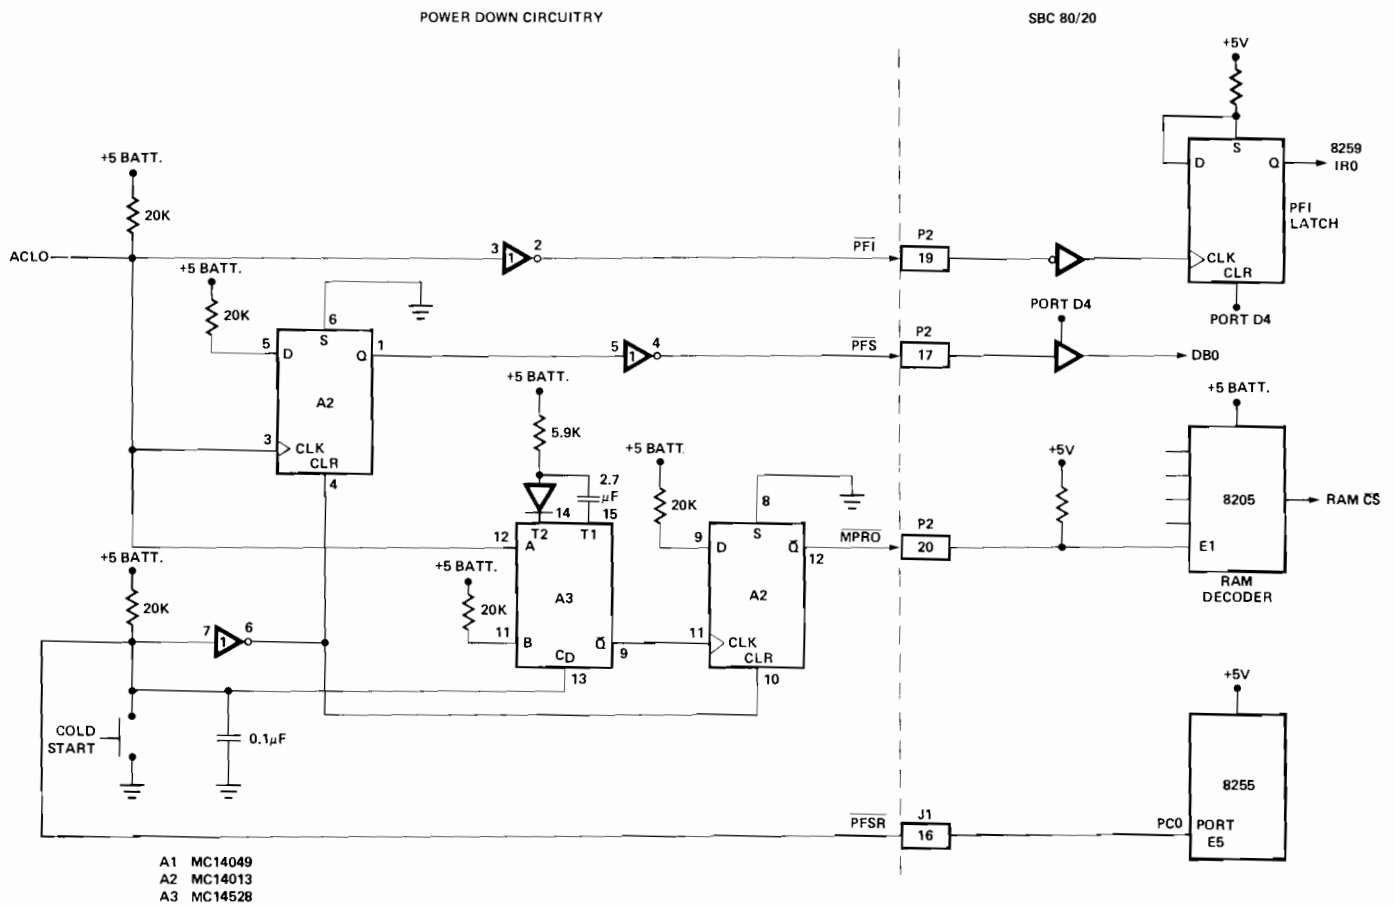 POWER DOWN CIRCUITRY
SBC 80/20
+5V
S
D
Q
8259
IR0
PFI
LATCH
CLK
CLR
PORT D4
+5 BATT.
20K
ACLO
3
1
2
PFI
P2
19
+5 BATT.
20K
6
S
5
D
Q
1
A2
3
CLK
CLR
4
5
1
4
PFS
P2
17
PORT D4
DB0
+5 BATT.
5.9K
2.7
μF
14
15
T2
T1
12
A
A3
+5 BATT.
20K
11
B
Q̅
9
CD
13
+5 BATT.
20K
8
S
9
D
Q̅
12
A2
11
CLK
CLR
10
MPRO
P2
20
+5V
+5 BATT.
8205
RAM CS
E1
RAM
DECODER
+5 BATT.
20K
7
1
6
COLD
START
0.1μF
PFSR
J1
16
+5V
8255
PC0
PORT
E5
A1 MC14049
A2 MC14013
A3 MC14528